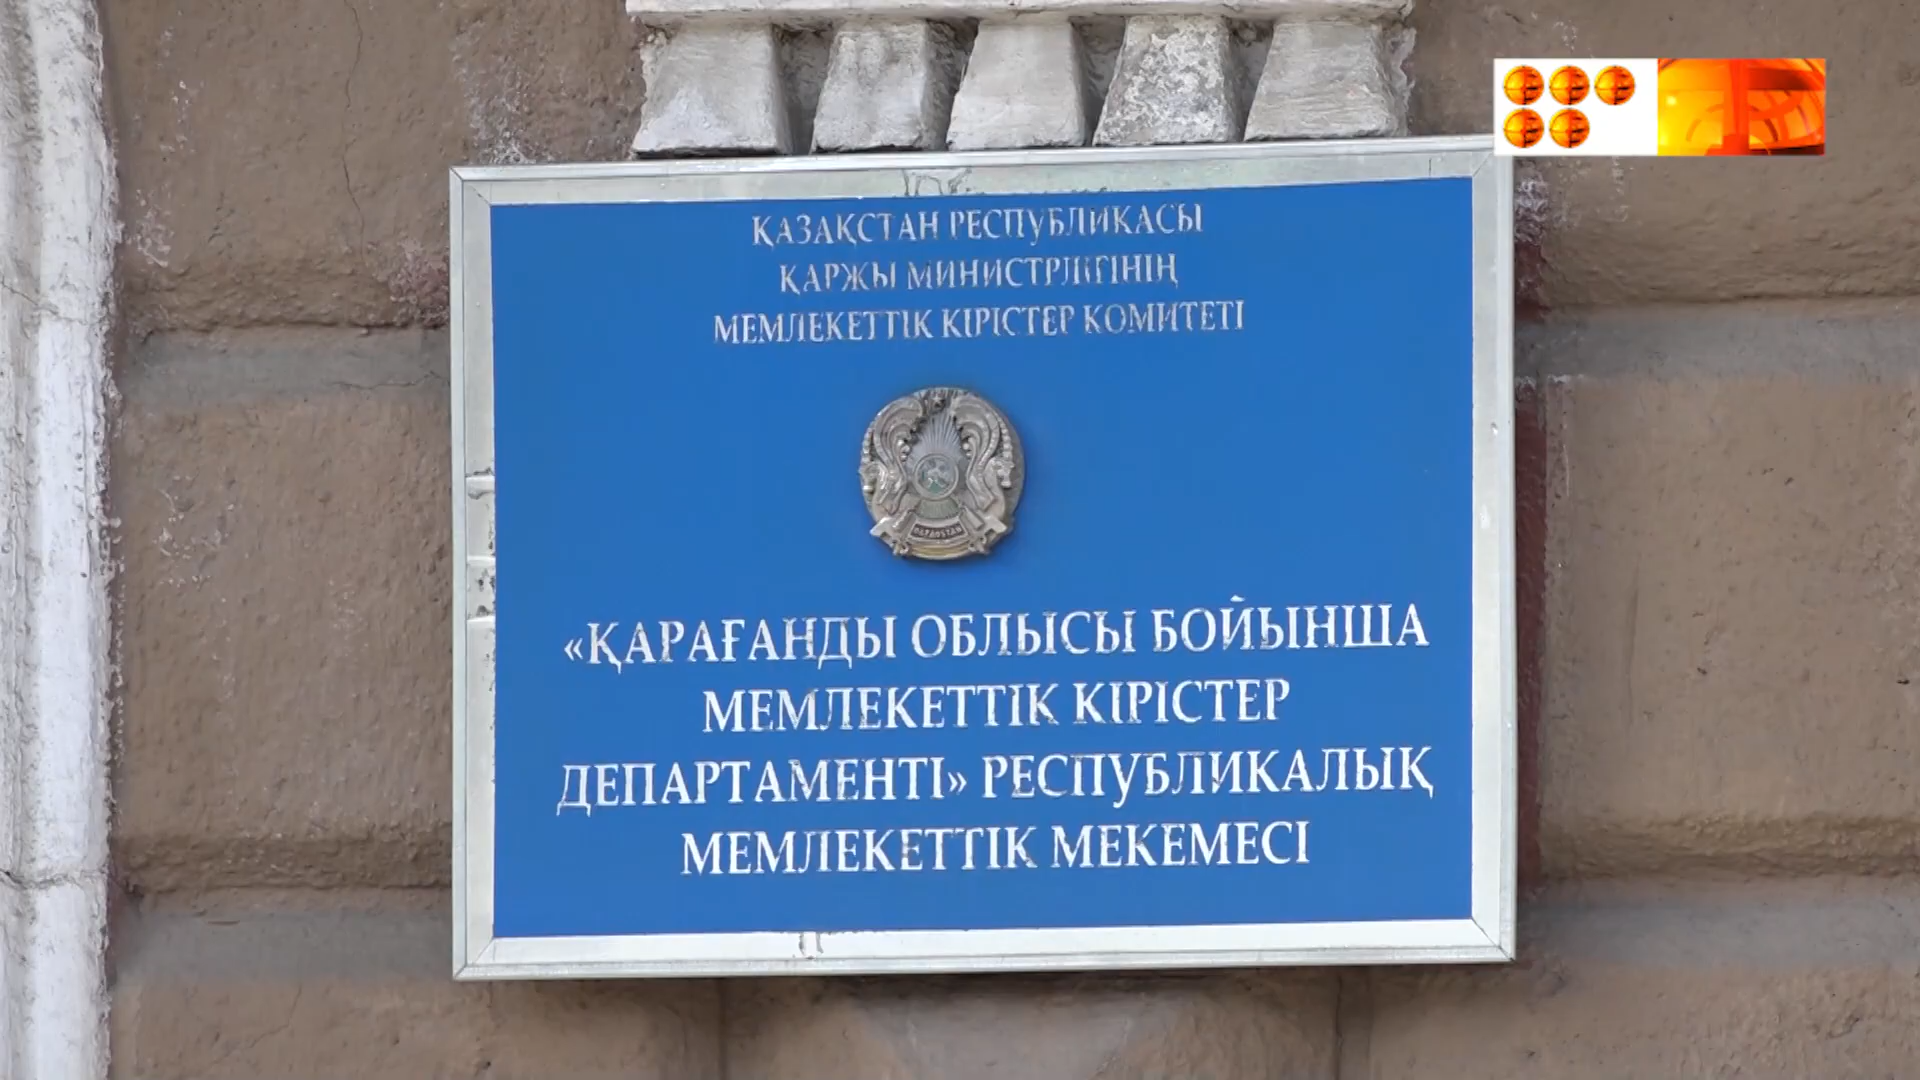 ҚАЗАҚСТАН РЕСПУБЛИКАСЫ
ҚАРЖЫ МИНИСТРЛІГІНІҢ
МЕМЛЕКЕТТІК КІРІСТЕР КОМИТЕТІ
«ҚАРАҒАНДЫ ОБЛЫСЫ БОЙЫНША
МЕМЛЕКЕТТІК КІРІСТЕР
ДЕПАРТАМЕНТІ» РЕСПУБЛИКАЛЫҚ
МЕМЛЕКЕТТІК МЕКЕМЕСІ